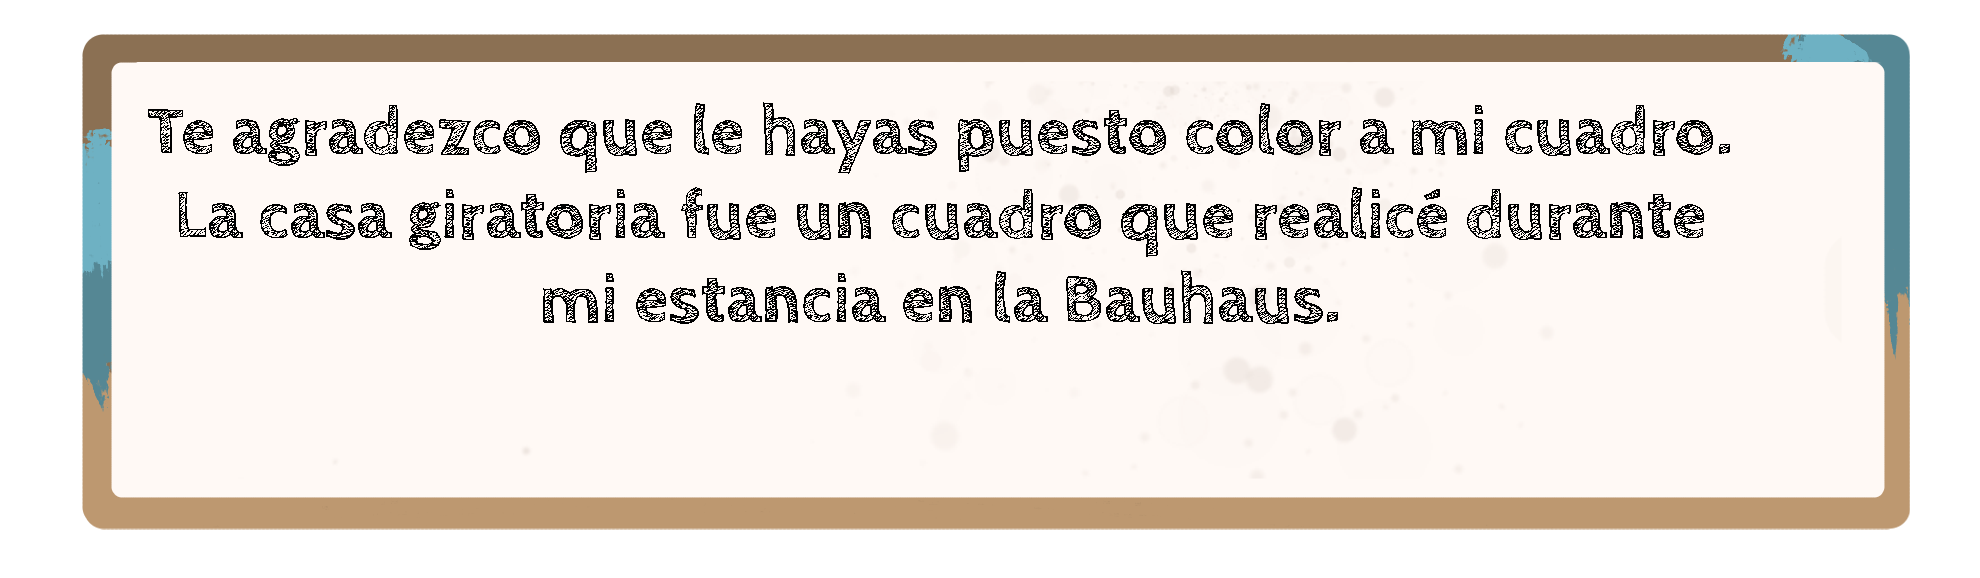 Te agradezco que le hayas puesto color a mi cuadro.
La casa giratoria fue un cuadro que realicé durante
mi estancia en la Bauhaus.